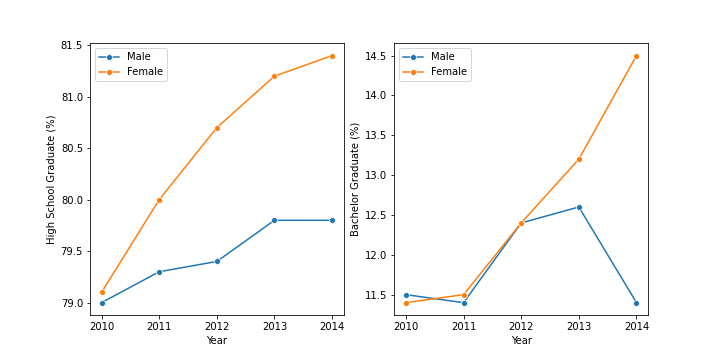 High School Graduate (%)
81.5
81.0
80.5
80.0
79.5
79.0
Male
Female
2010 2011 2012 2013 2014
Year
Bachelor Graduate (%)
14.5
14.0
13.5
13.0
12.5
12.0
11.5
Male
Female
2010 2011 2012 2013 2014
Year